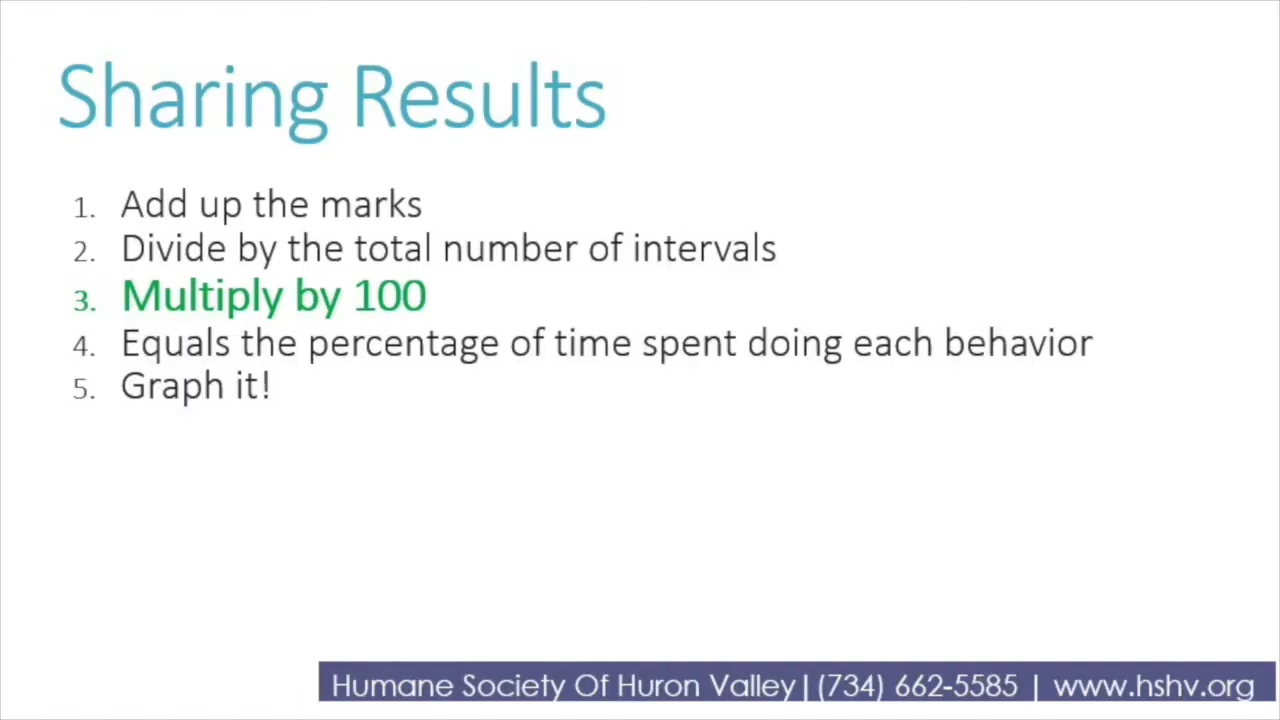 Sharing Results
1. Add up the marks
2. Divide by the total number of intervals
3. Multiply by 100
4. Equals the percentage of time spent doing each behavior
5. Graph it!
Humane Society Of Huron Valley | (734) 662-5585 | www.hshv.org